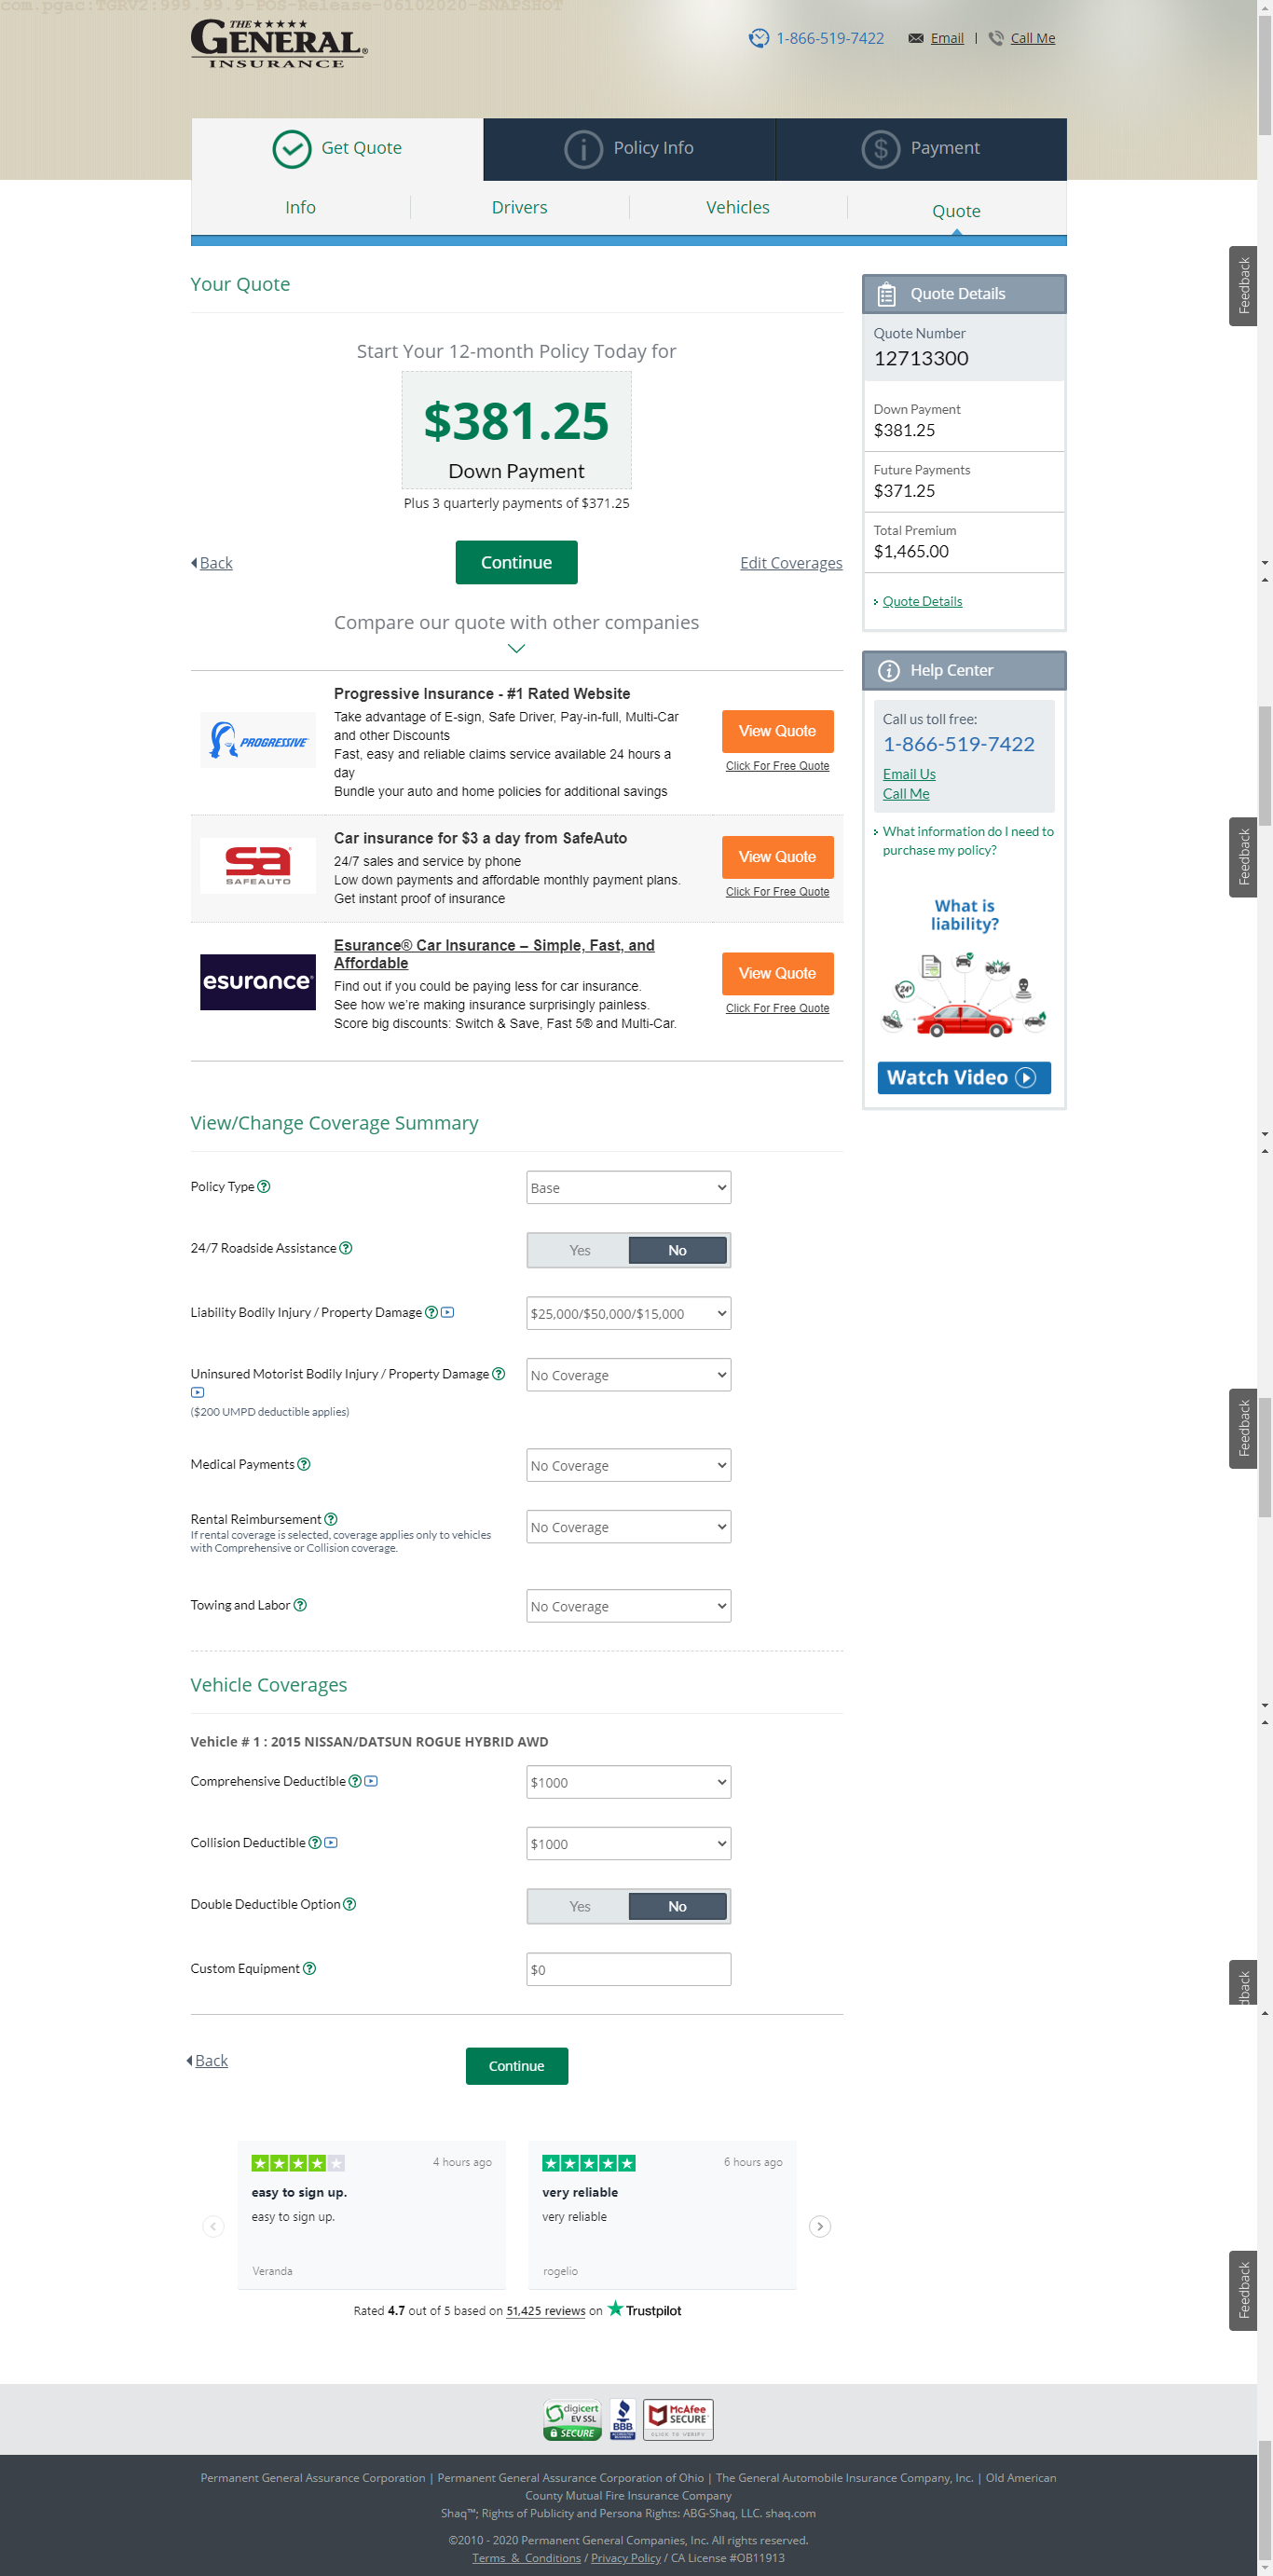 com.pgac:TGRV2:999.99.9-POS-Release-06102020-SNAPSHOT
THE
GENERAL®
INSURANCE
1-866-519-7422
Email | Call Me
Get Quote
Policy Info
Payment
Info
Drivers
Vehicles
Quote
Feedback
Your Quote
Start Your 12-month Policy Today for
$381.25
Down Payment
Plus 3 quarterly payments of $371.25
Back
Continue
Edit Coverages
Quote Details
Quote Number
12713300
Down Payment
$381.25
Future Payments
$371.25
Total Premium
$1,465.00
Quote Details
Compare our quote with other companies
PROGRESSIVE
Progressive Insurance - #1 Rated Website
Take advantage of E-sign, Safe Driver, Pay-in-full, Multi-Car
and other Discounts
Fast, easy and reliable claims service available 24 hours a
day
Bundle your auto and home policies for additional savings
View Quote
Click For Free Quote
sa
SAFEAUTO
Car insurance for $3 a day from SafeAuto
24/7 sales and service by phone
Low down payments and affordable monthly payment plans.
Get instant proof of insurance
View Quote
Click For Free Quote
esurance®
Esurance® Car Insurance – Simple, Fast, and
Affordable
Find out if you could be paying less for car insurance.
See how we're making insurance surprisingly painless.
Score big discounts: Switch & Save, Fast 5® and Multi-Car.
View Quote
Click For Free Quote
Help Center
Call us toll free:
1-866-519-7422
Email Us
Call Me
What information do I need to
purchase my policy?
What is
liability?
24hr
Watch Video
Feedback
View/Change Coverage Summary
Policy Type
Base
24/7 Roadside Assistance
Yes
No
Liability Bodily Injury / Property Damage
$25,000/$50,000/$15,000
Uninsured Motorist Bodily Injury / Property Damage
($200 UMPD deductible applies)
No Coverage
Feedback
Medical Payments
No Coverage
Rental Reimbursement
If rental coverage is selected, coverage applies only to vehicles
with Comprehensive or Collision coverage.
No Coverage
Towing and Labor
No Coverage
Vehicle Coverages
Vehicle # 1 : 2015 NISSAN/DATSUN ROGUE HYBRID AWD
Comprehensive Deductible
$1000
Collision Deductible
$1000
Double Deductible Option
Yes
No
Custom Equipment
$0
dback
Back
Continue
4 hours ago
easy to sign up.
easy to sign up.
Veranda
6 hours ago
very reliable
very reliable
rogelio
Rated 4.7 out of 5 based on 51,425 reviews on Trustpilot
Feedback
digicert
EV SSL
SECURE
BBB
McAfee
SECURE
CLICK TO VERIFY
Permanent General Assurance Corporation | Permanent General Assurance Corporation of Ohio | The General Automobile Insurance Company, Inc. | Old American
County Mutual Fire Insurance Company
Shaq™; Rights of Publicity and Persona Rights: ABG-Shaq, LLC. shaq.com
©2010 - 2020 Permanent General Companies, Inc. All rights reserved.
Terms & Conditions / Privacy Policy / CA License #OB11913